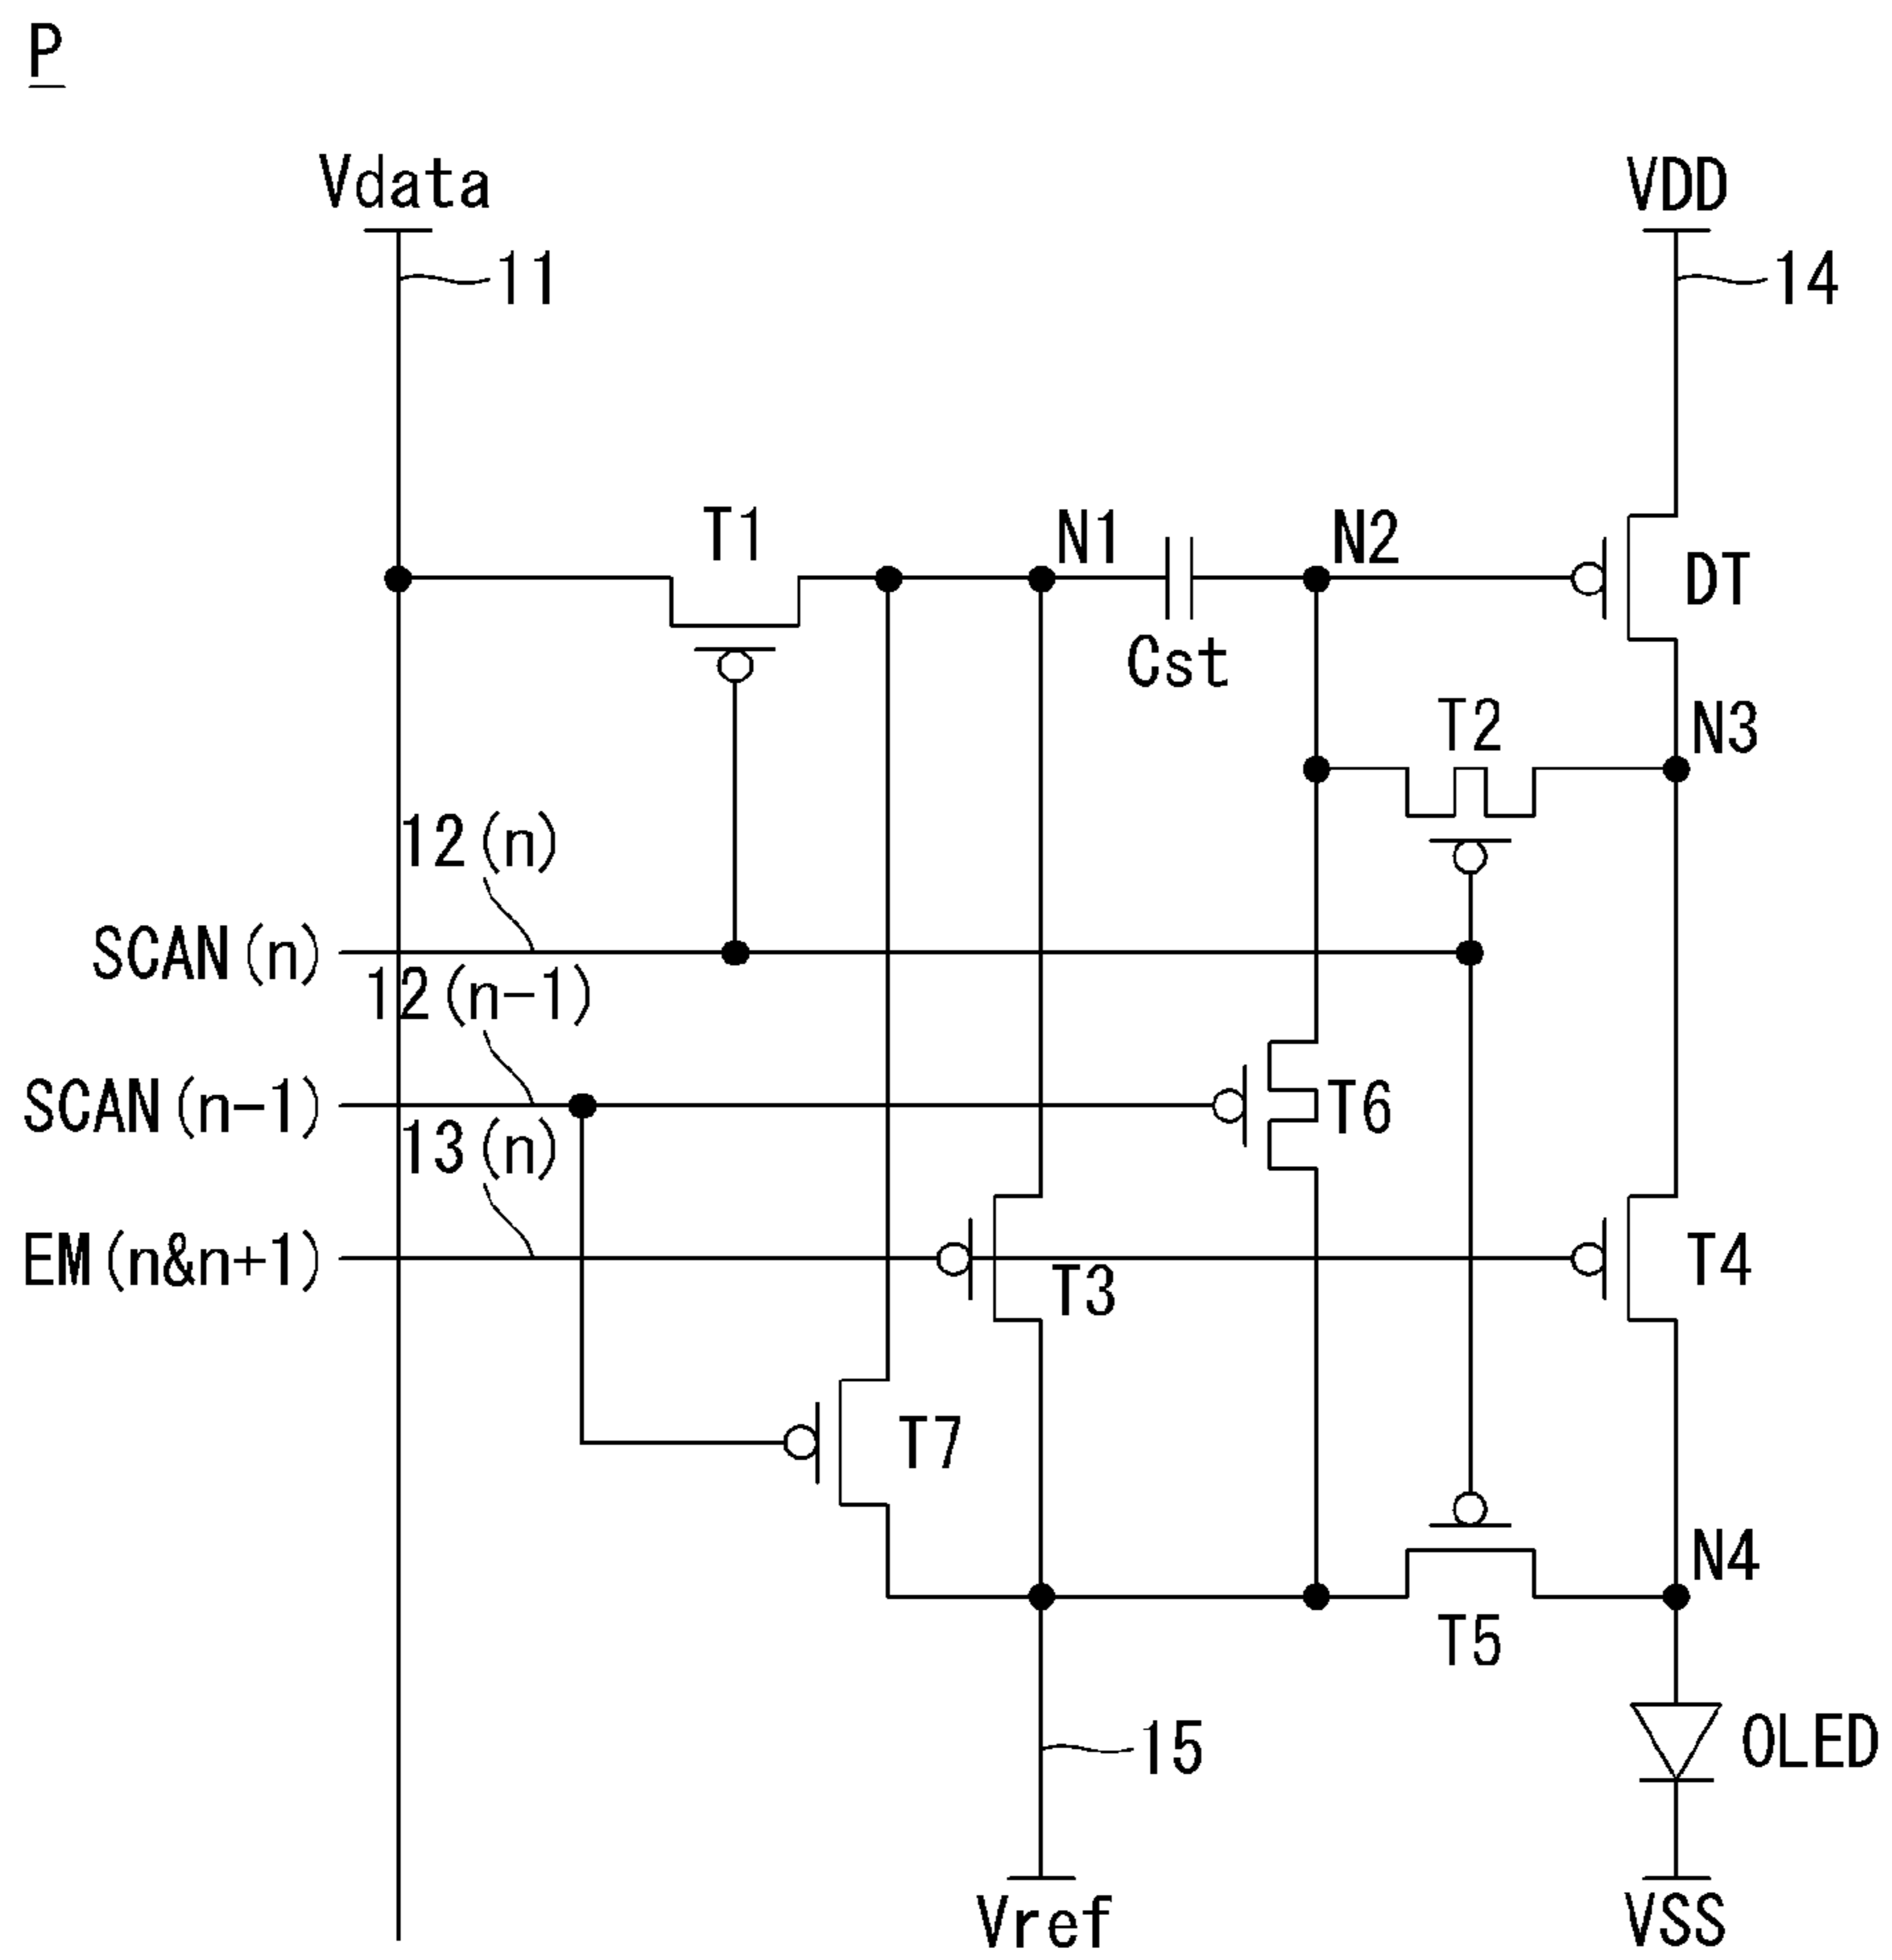 P
Vdata
VDD
11
14
T1
N1
N2
DT
Cst
T2
N3
12(n)
SCAN(n)
12(n-1)
SCAN(n-1)
T6
13(n)
EM(n&n+1)
T3
T4
T7
N4
T5
15
OLED
Vref
VSS